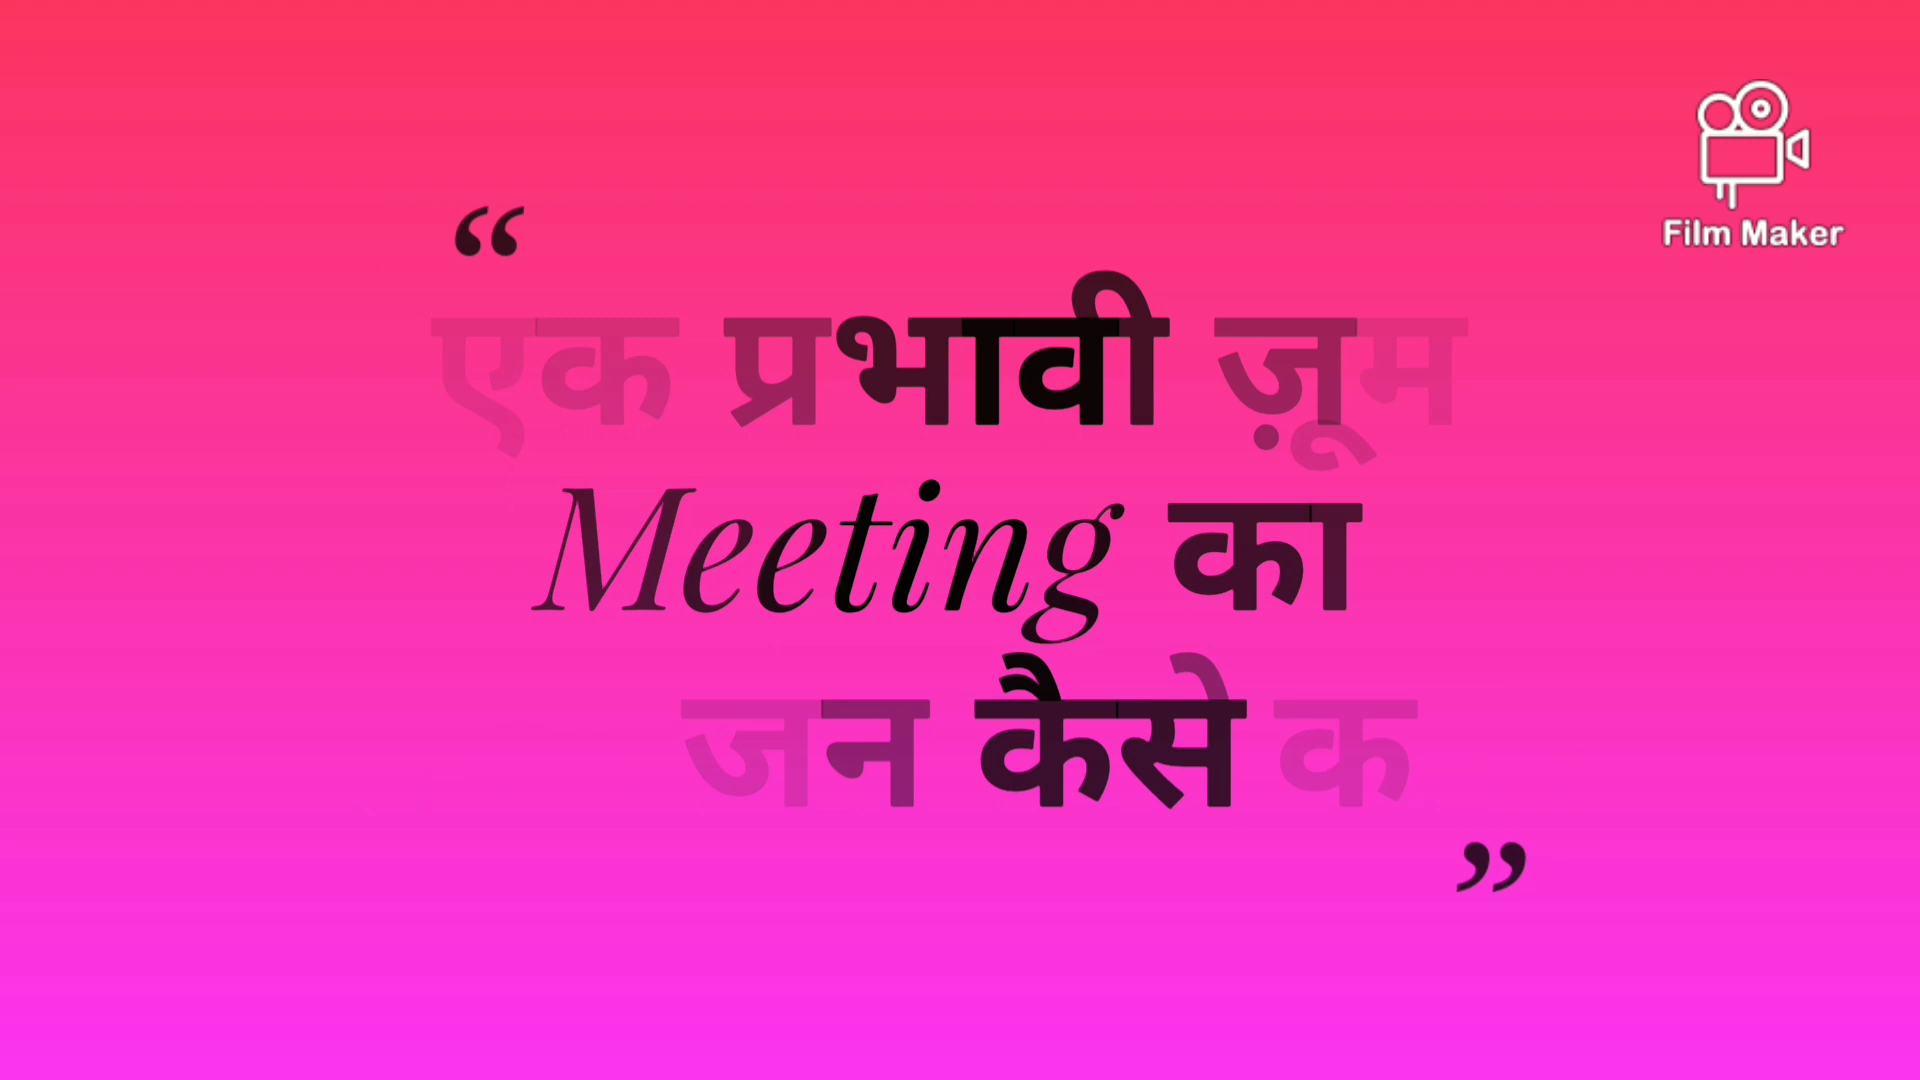 Film Maker
“
एक प्रभावी ज़ूम
Meeting का
जन कैसे क
”